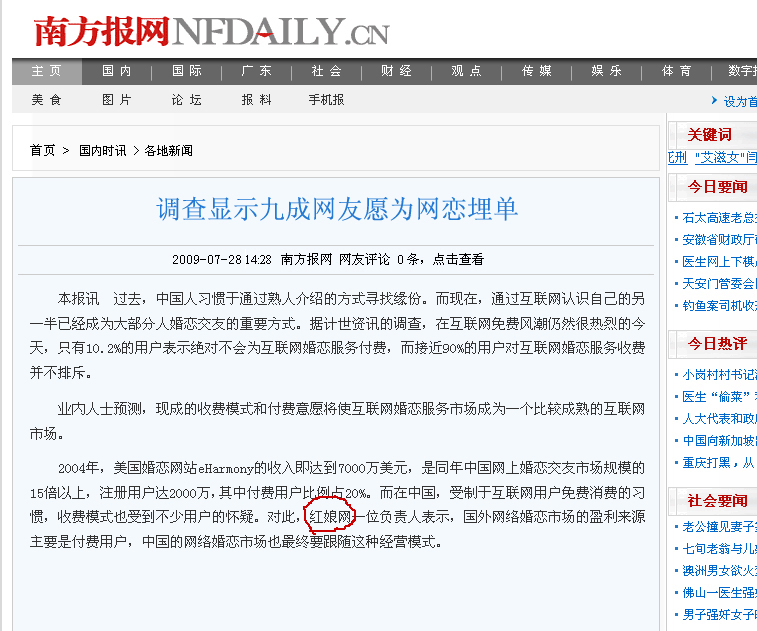 南方报网NFDAILY.CN
主页 国内 国际 广东 社会 财经 观点 传媒 娱乐 体育 数字
美食 图片 论坛 报料 手机报
设为首
首页 > 国内时讯 > 各地新闻
调查显示九成网友愿为网恋埋单
2009-07-28 14:28 南方报网 网友评论 0 条，点击查看
本报讯 过去，中国人习惯于通过熟人介绍的方式寻找缘份。而现在，通过互联网认识自己的另
一半已经成为大部分人婚恋交友的重要方式。据计世资讯的调查，在互联网免费风潮仍然很热烈的今
天，只有10.2%的用户表示绝对不会为互联网婚恋服务付费，而接近90%的用户对互联网婚恋服务收费
并不排斥。
业内人士预测，现成的收费模式和付费意愿将使互联网婚恋服务市场成为一个比较成熟的互联网
市场。
2004年，美国婚恋网站eHarmony的收入即达到7000万美元，是同年中国网上婚恋交友市场规模的
15倍以上，注册用户达2000万，其中付费用户比例占20%。而在中国，受制于互联网用户免费消费的习
惯，收费模式也受到不少用户的怀疑。对此，红娘网一位负责人表示，国外网络婚恋市场的盈利来源
主要是付费用户，中国的网络婚恋市场也最终要跟随这种经营模式。
关键词
刑 "艾滋女"闫
今日要闻
石太高速老总
安徽省财政厅
医生网上下棋
天安门管委会
钓鱼案司机收
今日热评
小岗村村书记
医生“偷菜”
人大代表和政
中国向新加坡
重庆打黑，从
社会要闻
老公撞见妻子
七旬老翁与儿
澳洲男女欲火
佛山一医生强
男子强奸女子